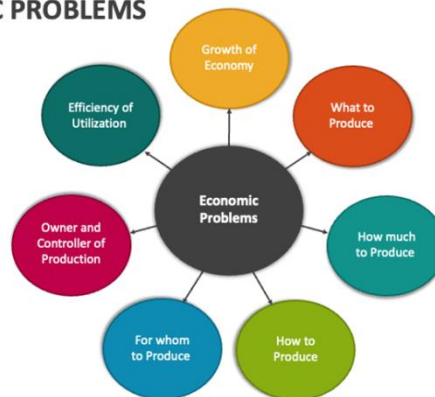 C PROBLEMS
Growth of
Economy
What to
Produce
How much
to Produce
How to
Produce
For whom
to Produce
Owner and
Controller of
Production
Efficiency of
Utilization
Economic
Problems